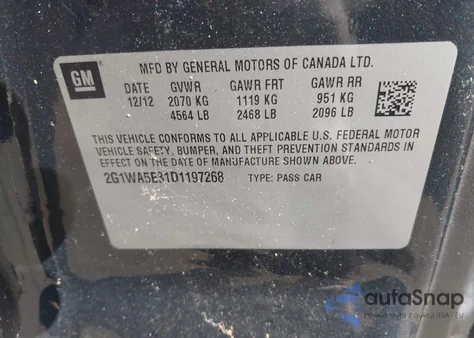 GM
MFD BY GENERAL MOTORS OF CANADA LTD.
DATE GVWR GAWR FRT GAWR RR
12/12 2070 KG 1119 KG 951 KG
4564 LB 2468 LB 2096 LB
THIS VEHICLE CONFORMS TO ALL APPLICABLE U.S. FEDERAL MOTOR
VEHICLE SAFETY, BUMPER, AND THEFT PREVENTION STANDARDS IN
EFFECT ON THE DATE OF MANUFACTURE SHOWN ABOVE.
2G1WA5E31D1197268 TYPE: PASS CAR
autoSnap